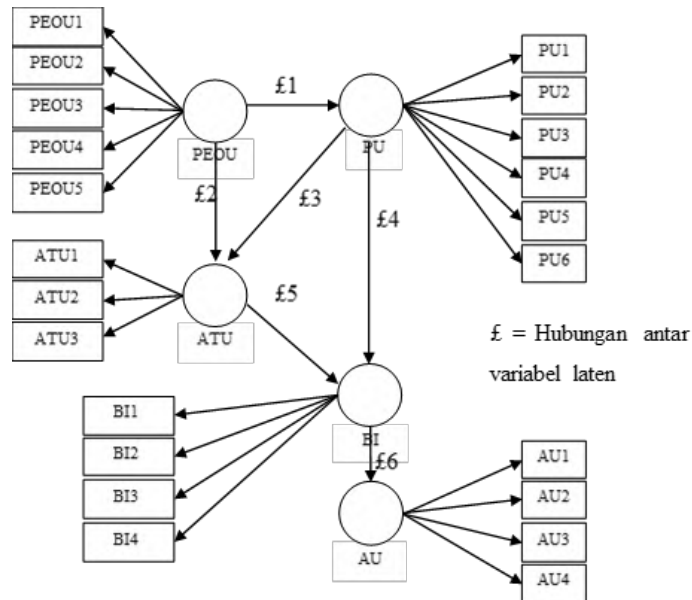 PEOU1
PEOU2
PEOU3
PEOU4
PEOU5
£1
PEOU
PU
PU1
PU2
PU3
PU4
PU5
PU6
£2
£3
£4
ATU1
ATU2
ATU3
ATU
£5
£ = Hubungan antar
variabel laten
BI1
BI2
BI3
BI4
BI
£6
AU
AU1
AU2
AU3
AU4